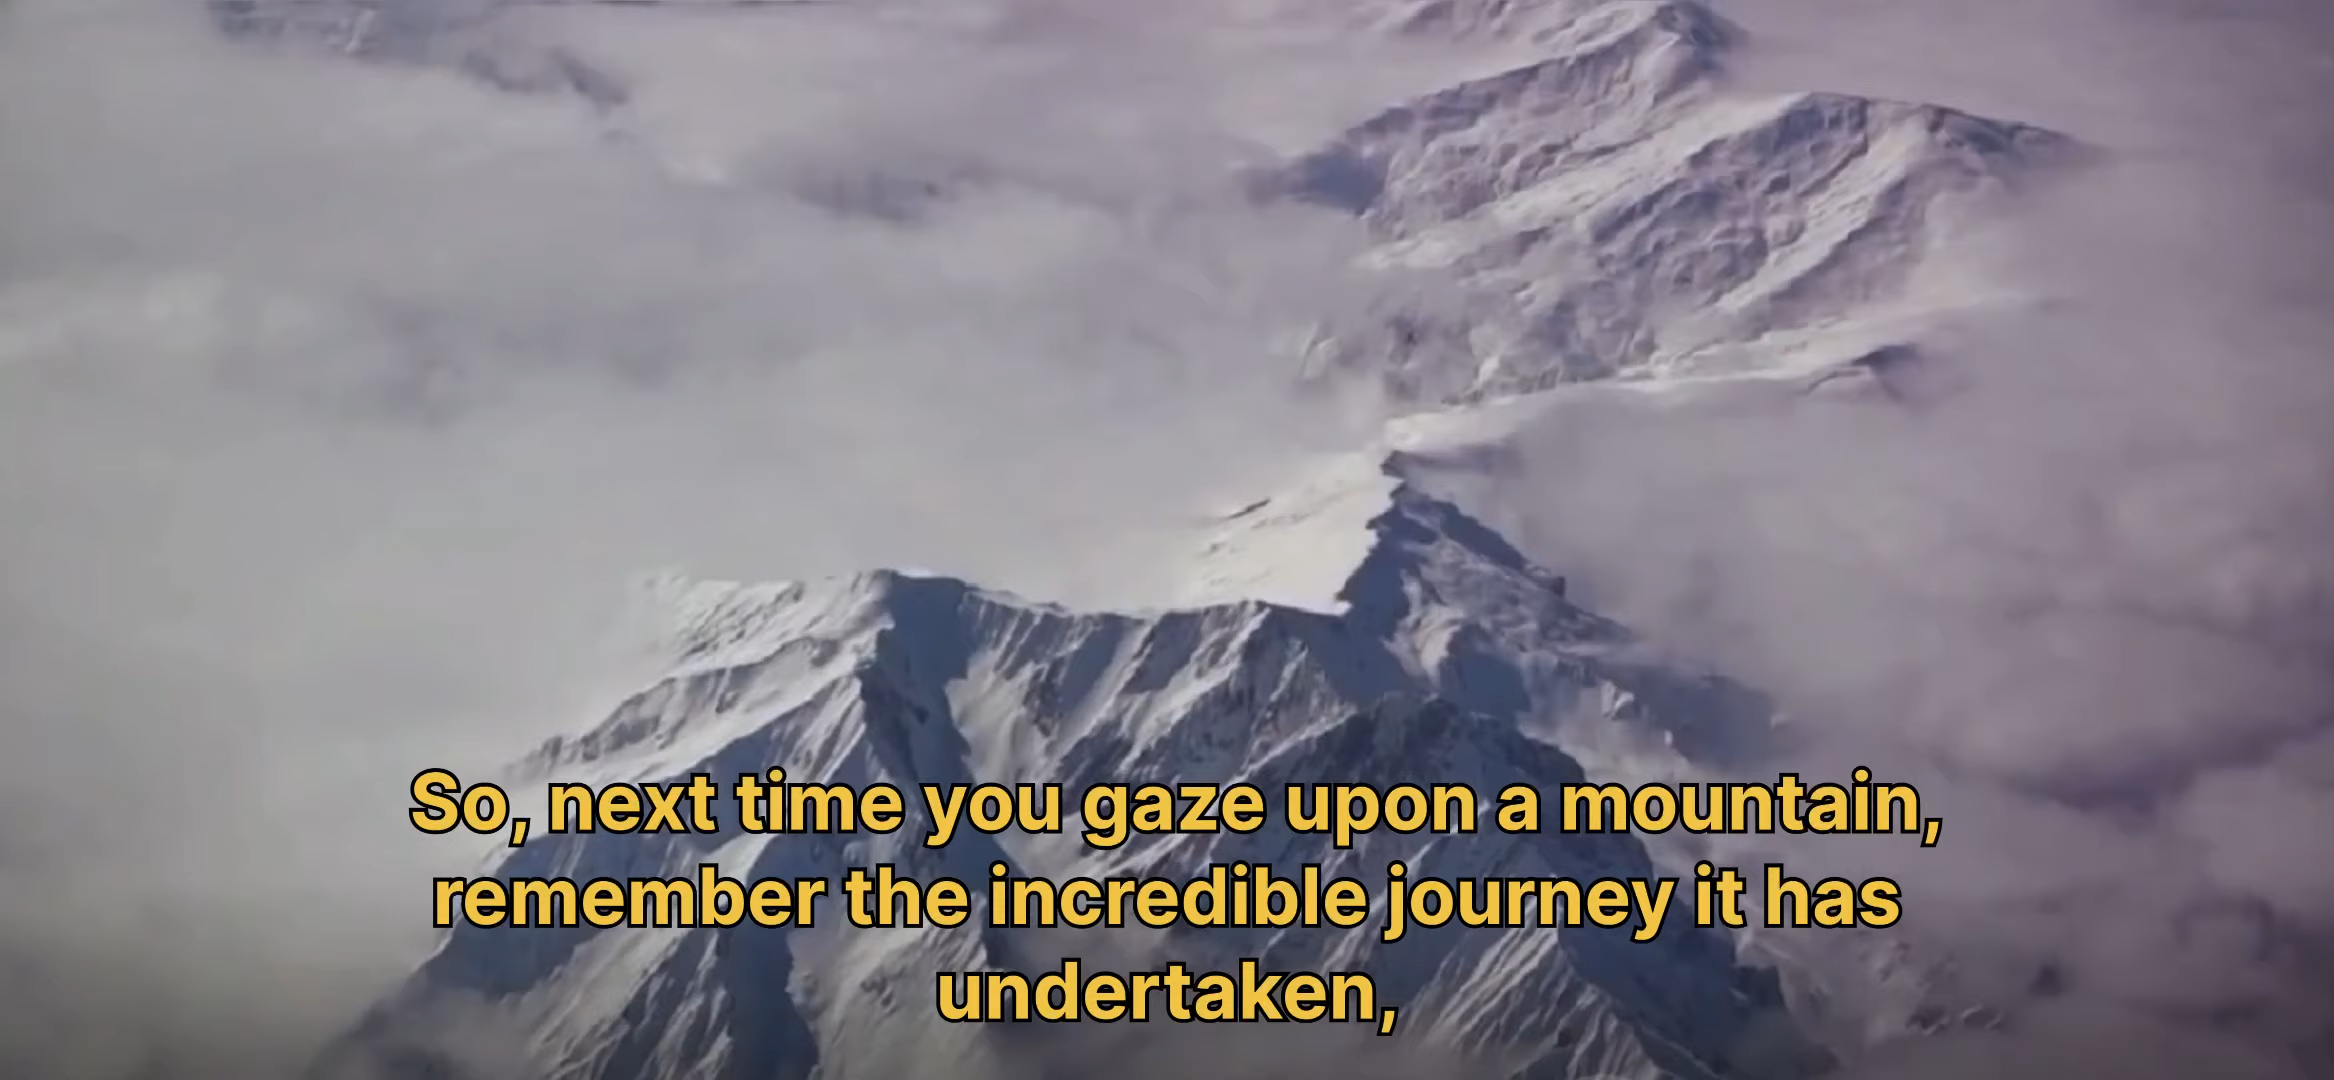 So, next time you gaze upon a mountain,
remember the incredible journey it has
undertaken,